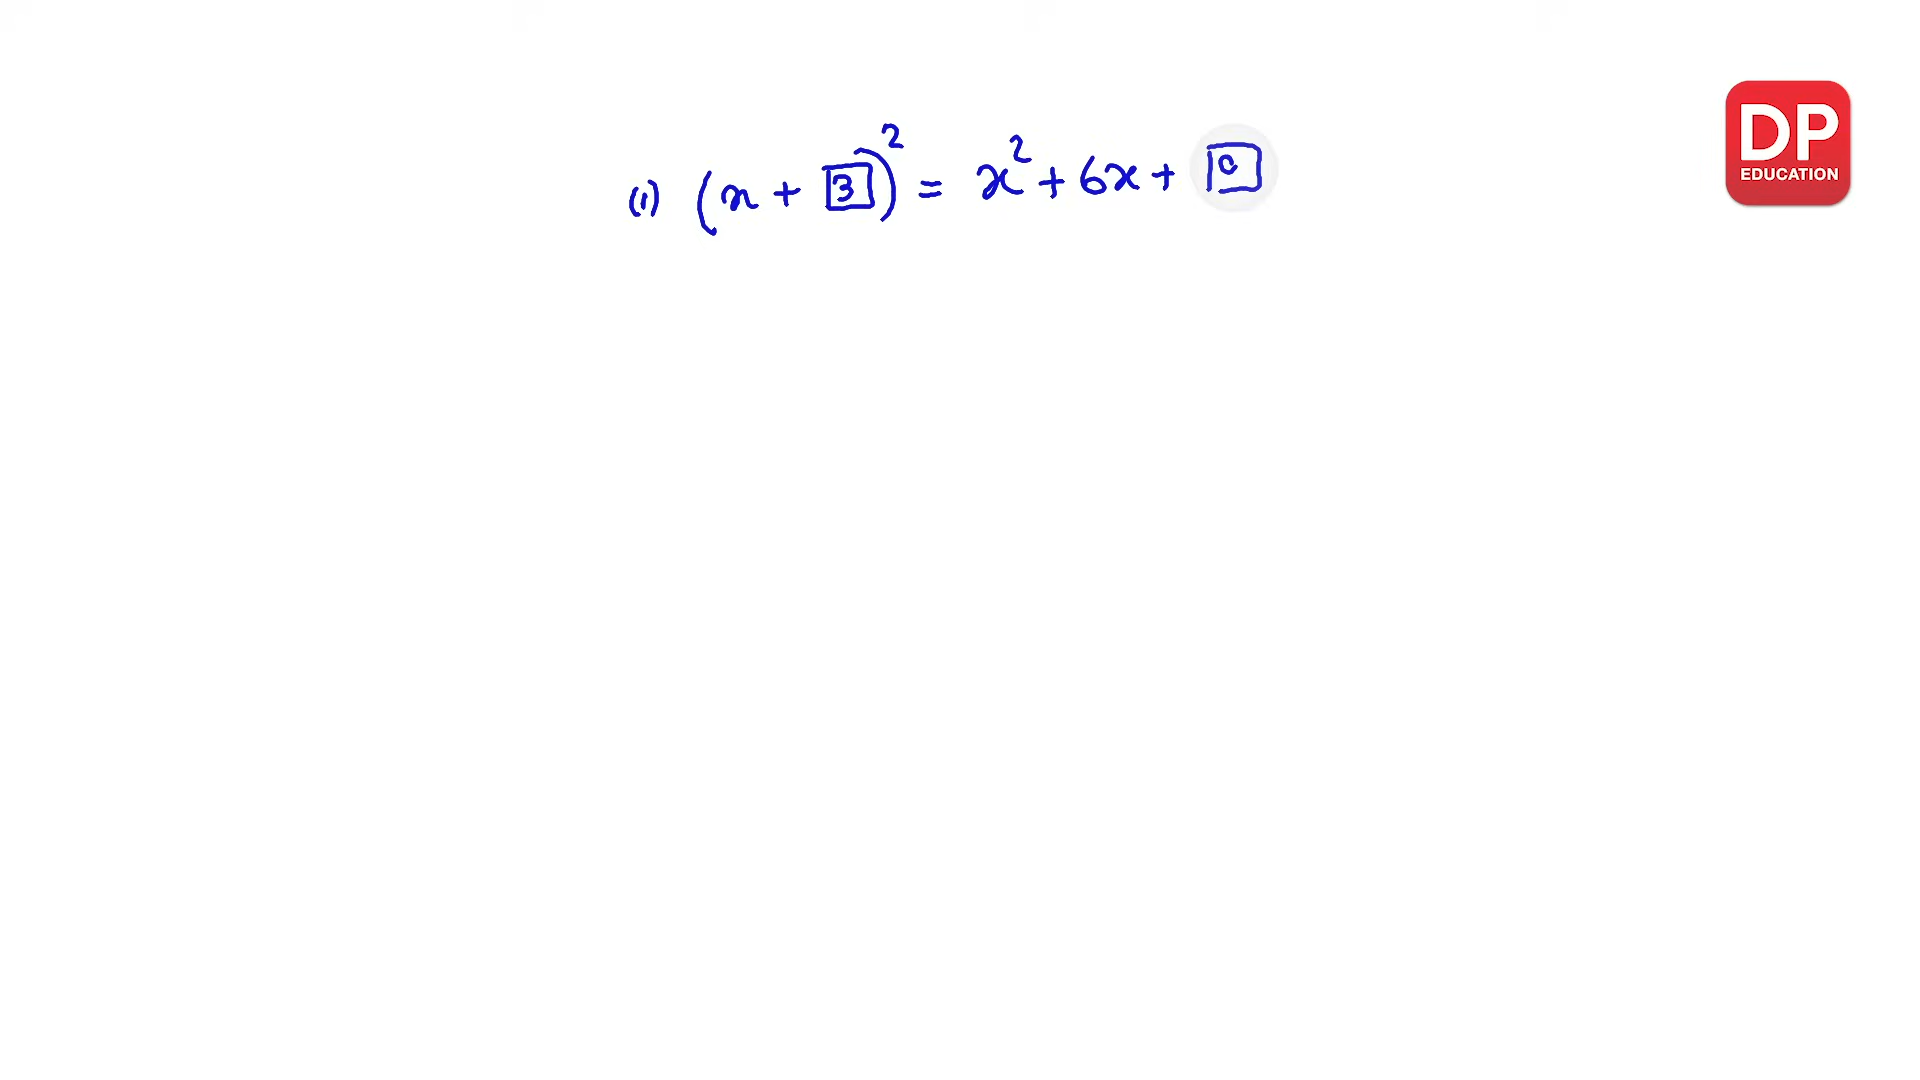 (1) (x + 3)² = x² + 6x +
DP
EDUCATION